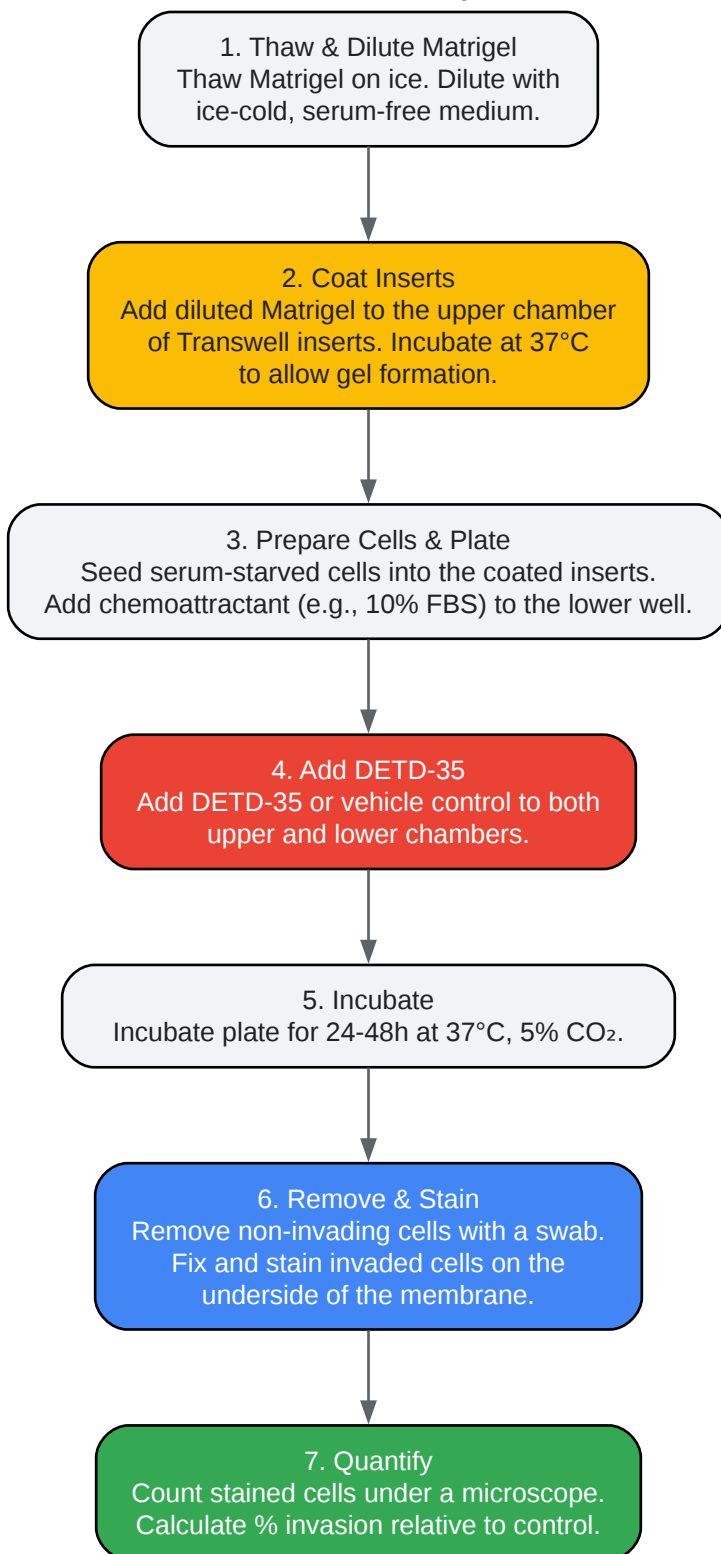 1. Thaw & Dilute Matrigel
Thaw Matrigel on ice. Dilute with
ice-cold, serum-free medium.
2. Coat Inserts
Add diluted Matrigel to the upper chamber
of Transwell inserts. Incubate at 37°C
to allow gel formation.
3. Prepare Cells & Plate
Seed serum-starved cells into the coated inserts.
Add chemoattractant (e.g., 10% FBS) to the lower well.
4. Add DETD-35
Add DETD-35 or vehicle control to both
upper and lower chambers.
5. Incubate
Incubate plate for 24-48h at 37°C, 5% CO₂.
6. Remove & Stain
Remove non-invading cells with a swab.
Fix and stain invaded cells on the
underside of the membrane.
7. Quantify
Count stained cells under a microscope.
Calculate % invasion relative to control.